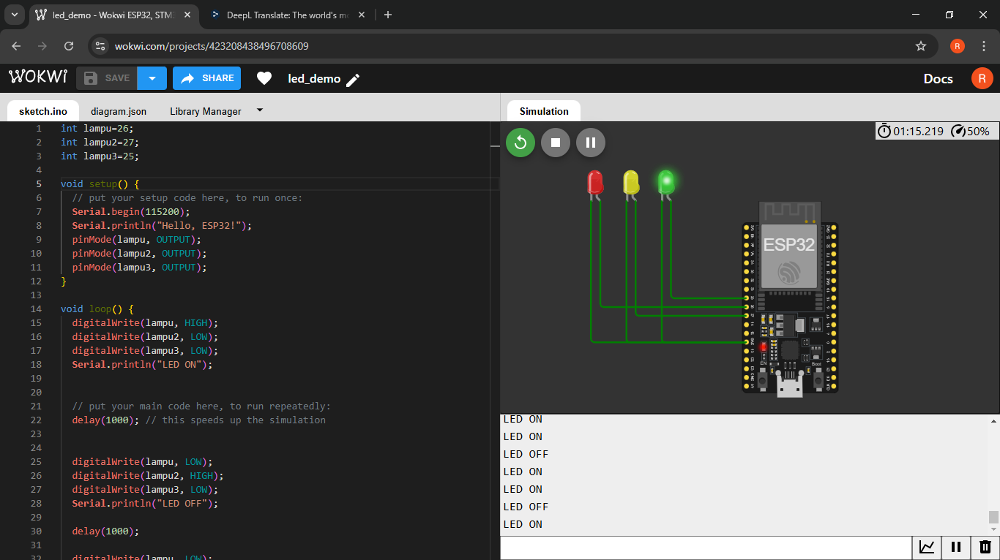 led_demo - Wokwi ESP32, STM3
DeepL Translate: The world's mo
wokwi.com/projects/423208438496708609
R
WOKWI
SAVE
SHARE
led_demo
Docs
R
sketch.ino
diagram.json
Library Manager
Simulation
1 int lampu=26;
2 int lampu2=27;
3 int lampu3=25;
4
5 void setup() {
6 // put your setup code here, to run once:
7 Serial.begin(115200);
8 Serial.println("Hello, ESP32!");
9 pinMode(lampu, OUTPUT);
10 pinMode(lampu2, OUTPUT);
11 pinMode(lampu3, OUTPUT);
12 }
13
14 void loop() {
15 digitalWrite(lampu, HIGH);
16 digitalWrite(lampu2, LOW);
17 digitalWrite(lampu3, LOW);
18 Serial.println("LED ON");
19
20
21 // put your main code here, to run repeatedly:
22 delay(1000); // this speeds up the simulation
23
24
25 digitalWrite(lampu, LOW);
26 digitalWrite(lampu2, HIGH);
27 digitalWrite(lampu3, LOW);
28 Serial.println("LED OFF");
29
30 delay(1000);
31
32 digitalWrite(lampu, LOW);
01:15.219
50%
ESP32
EN
Boot
LED ON
LED ON
LED OFF
LED ON
LED ON
LED OFF
LED ON